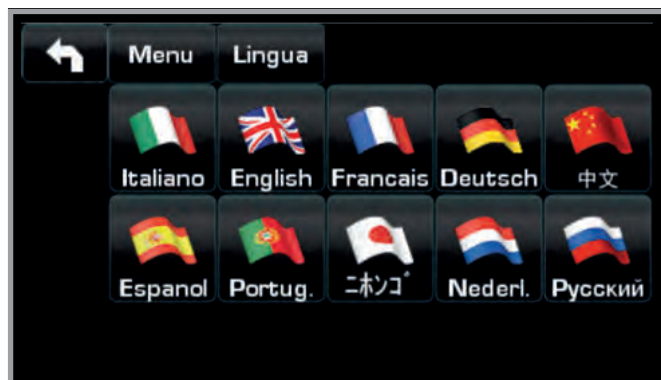 Menu Lingua
Italiano English Francais Deutsch 中文
Espanol Portug. ニホンゴ Nederl. Русский